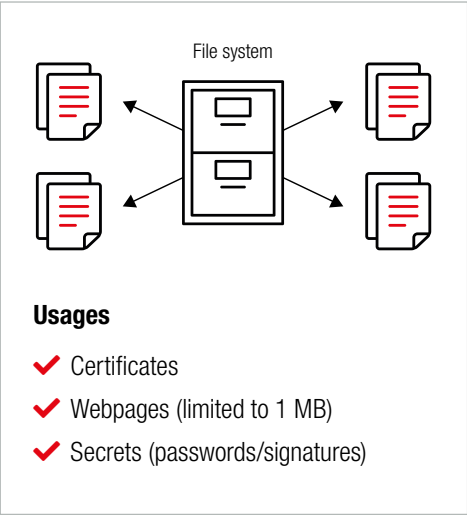 File system
Usages
Certificates
Webpages (limited to 1 MB)
Secrets (passwords/signatures)